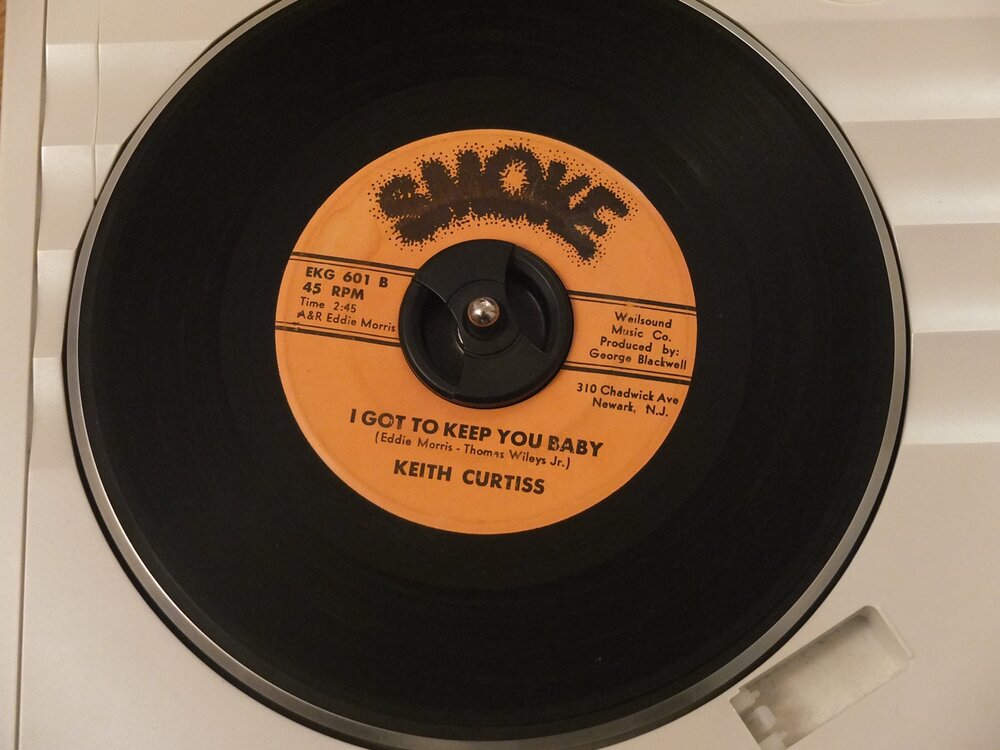 SMOKE
EKG 601 B
45 RPM
Time 2:45
A&R Eddie Morris
Weilsound
Music Co.
Produced by:
George Blackwell
310 Chadwick Ave
Newark, N.J.
I GOT TO KEEP YOU BABY
(Eddie Morris - Thomas Wileys Jr.)
KEITH CURTISS